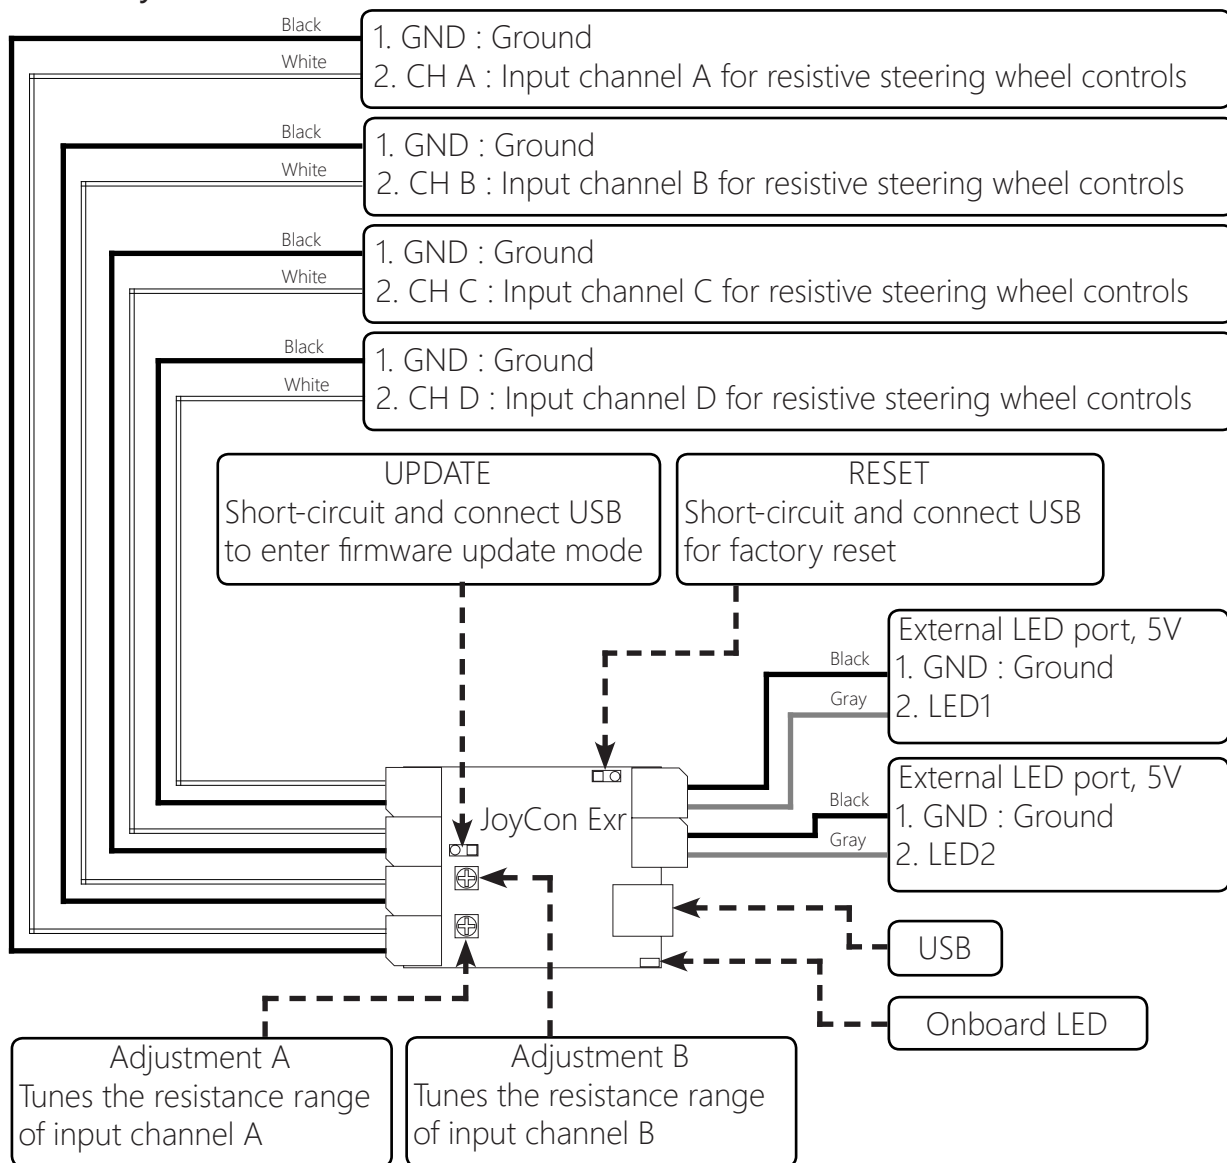 Black
1. GND : Ground
White
2. CH A : Input channel A for resistive steering wheel controls
Black
1. GND : Ground
White
2. CH B : Input channel B for resistive steering wheel controls
Black
1. GND : Ground
White
2. CH C : Input channel C for resistive steering wheel controls
Black
1. GND : Ground
White
2. CH D : Input channel D for resistive steering wheel controls
UPDATE
Short-circuit and connect USB
to enter firmware update mode
RESET
Short-circuit and connect USB
for factory reset
External LED port, 5V
Black
1. GND : Ground
Gray
2. LED1
External LED port, 5V
Black
1. GND : Ground
Gray
2. LED2
JoyCon Exr
USB
Onboard LED
Adjustment A
Tunes the resistance range
of input channel A
Adjustment B
Tunes the resistance range
of input channel B